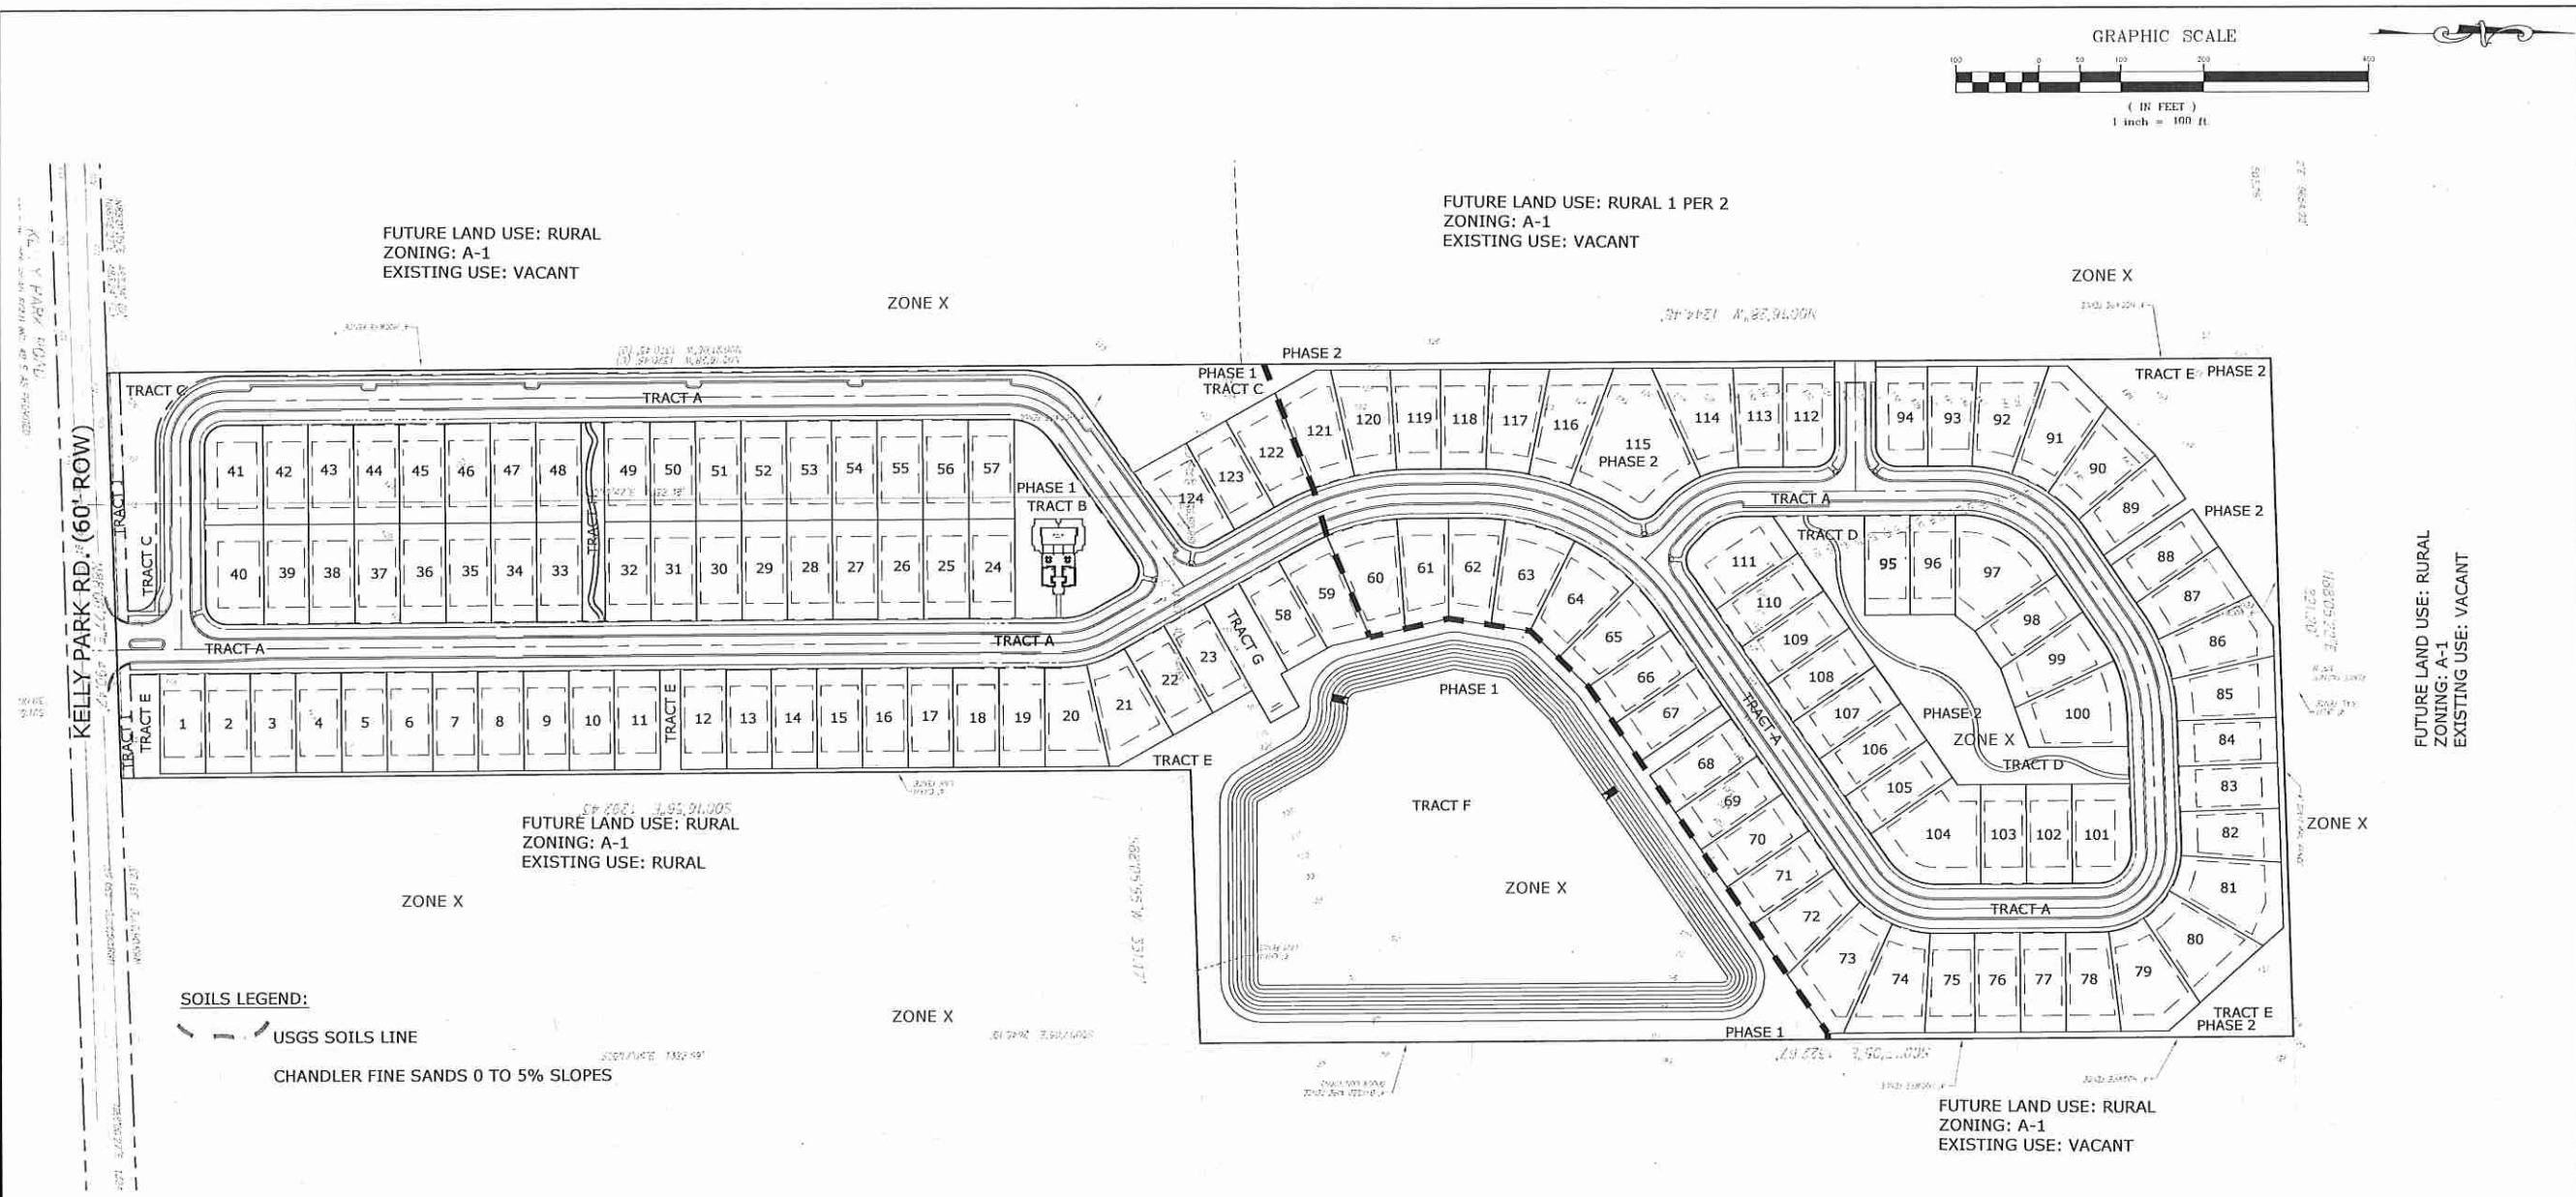 GRAPHIC SCALE
100 0 50 100 200 400
( IN FEET )
1 inch = 100 ft.
FUTURE LAND USE: RURAL 1 PER 2
ZONING: A-1
EXISTING USE: VACANT
FUTURE LAND USE: RURAL
ZONING: A-1
EXISTING USE: VACANT
ZONE X
ZONE X
N00°16'28"W 1244.48'
PHASE 2
PHASE 1
TRACT C
TRACT E PHASE 2
TRACT C
TRACT A
120 119 118 117 116 114 113 112 94 93 92
121
115
PHASE 2
91
122
123
124
90
89
41 42 43 44 45 46 47 48 49 50 51 52 53 54 55 56 57
PHASE 1
TRACT B
TRACT A
PHASE 2
KELLY PARK RD. (60' ROW)
TRACT C
TRACT D
111 95 96 97 88
40 39 38 37 36 35 34 33 32 31 30 29 28 27 26 25 24
58 59 60 61 62 63 64
110 87
65 109 98 86
TRACT A
TRACT A
TRACT G
23
22
99
66 108 85
PHASE 1
TRACT E
1 2 3 4 5 6 7 8 9 10 11
TRACT E
12 13 14 15 16 17 18 19 20 21
67 107
TRACT A
PHASE 2
100
ZONE X
84
TRACT E
68 106
TRACT D
69 105
83
TRACT F
70 104 103 102 101
82
ZONE X
FUTURE LAND USE: RURAL
ZONING: A-1
EXISTING USE: VACANT
FUTURE LAND USE: RURAL
ZONING: A-1
EXISTING USE: RURAL
ZONE X
ZONE X
71
72
81
TRACT A
80
73 74 75 76 77 78 79
SOILS LEGEND:
USGS SOILS LINE
CHANDLER FINE SANDS 0 TO 5% SLOPES
ZONE X
PHASE 1
TRACT E
PHASE 2
FUTURE LAND USE: RURAL
ZONING: A-1
EXISTING USE: VACANT